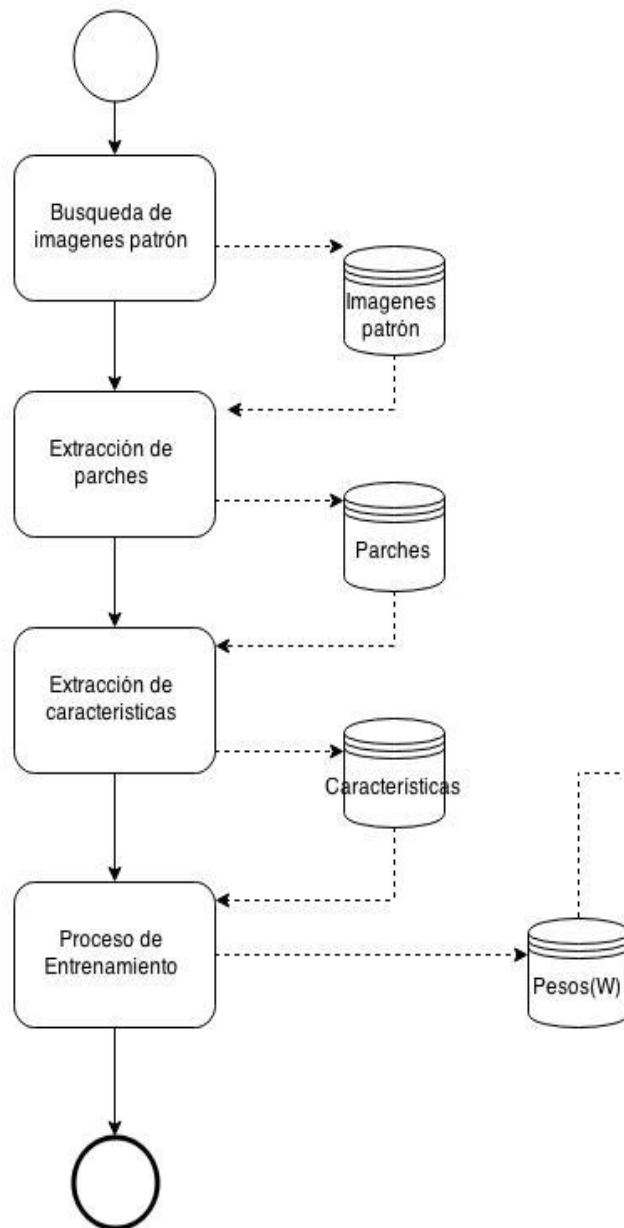 Busqueda de
imagenes patrón
Imagenes
patrón
Extracción de
parches
Parches
Extracción de
caracteristicas
Caracteristicas
Proceso de
Entrenamiento
Pesos(W)